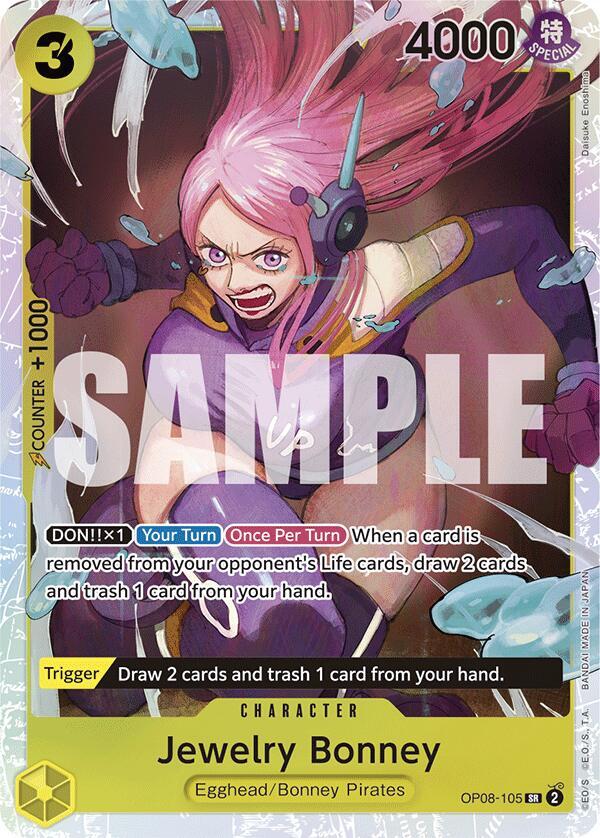 3
4000
特
SPECIAL
Daisuke Enoshima
COUNTER +1000
SAMPLE
UP
DON!!×1 Your Turn Once Per Turn When a card is
removed from your opponent's Life cards, draw 2 cards
and trash 1 card from your hand.
Trigger Draw 2 cards and trash 1 card from your hand.
CHARACTER
Jewelry Bonney
Egghead/Bonney Pirates
OP08-105 SR 2
©EO/S ©E.O./S., T.A. BANDAI MADE IN JAPAN